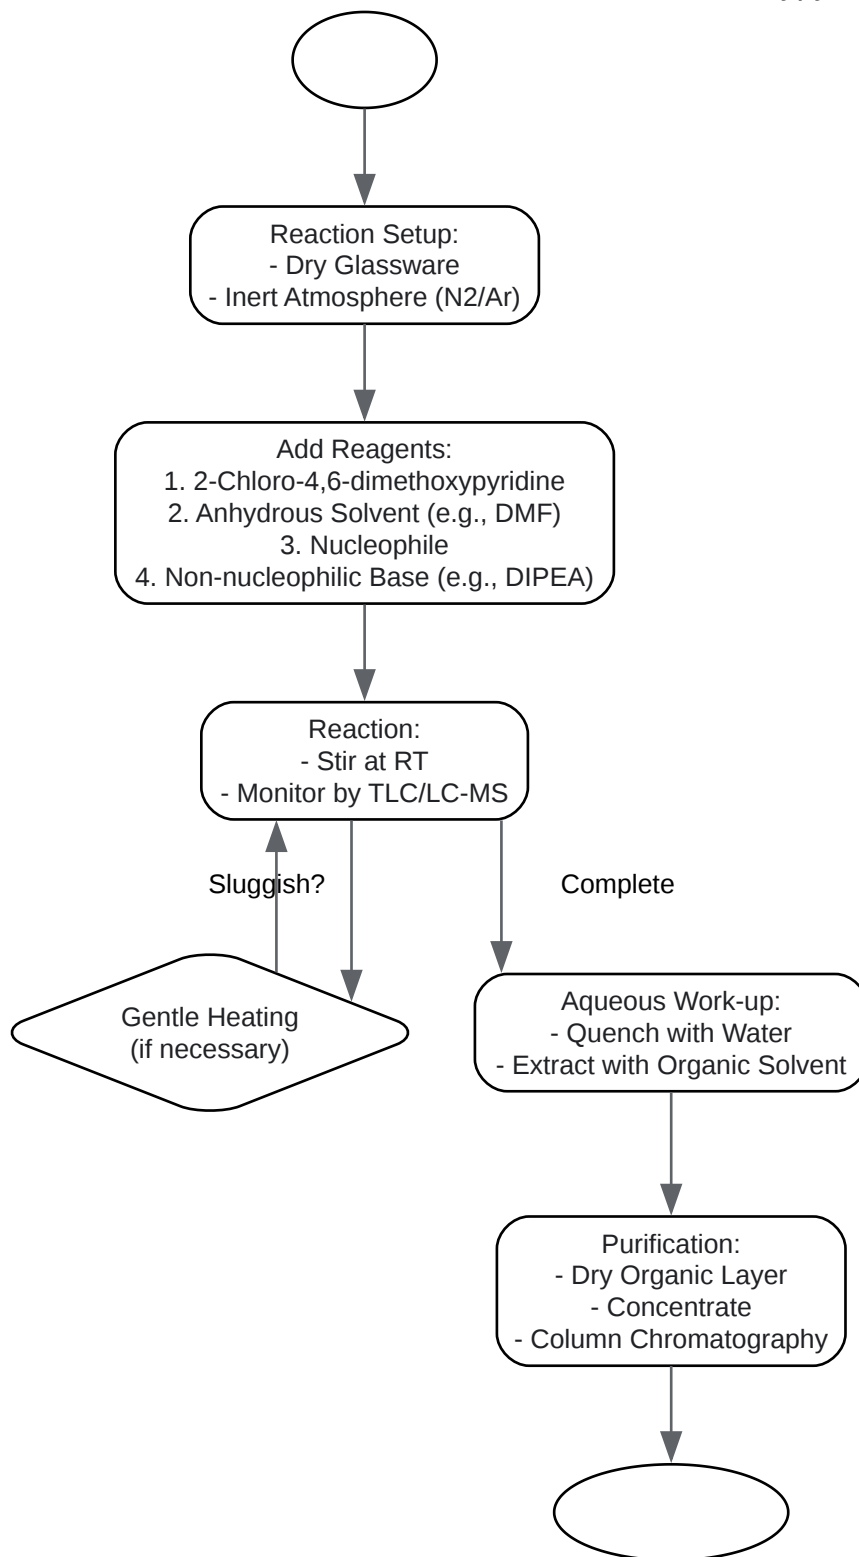 Reaction Setup:
- Dry Glassware
- Inert Atmosphere (N2/Ar)
Add Reagents:
1. 2-Chloro-4,6-dimethoxypyridine
2. Anhydrous Solvent (e.g., DMF)
3. Nucleophile
4. Non-nucleophilic Base (e.g., DIPEA)
Reaction:
- Stir at RT
- Monitor by TLC/LC-MS
Sluggish?
Complete
Gentle Heating
(if necessary)
Aqueous Work-up:
- Quench with Water
- Extract with Organic Solvent
Purification:
- Dry Organic Layer
- Concentrate
- Column Chromatography